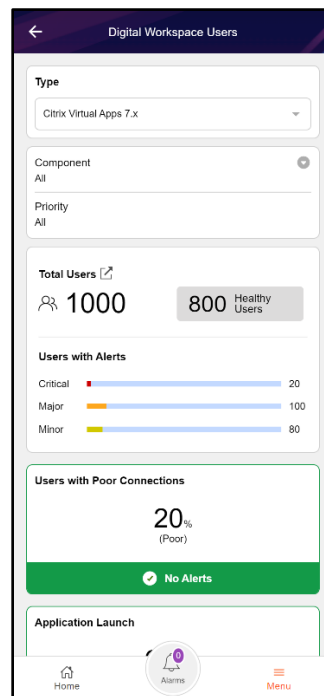 Digital Workspace Users
Type
Citrix Virtual Apps 7.x
Component
All
Priority
All
Total Users
1000
800 Healthy Users
Users with Alerts
Critical 20
Major 100
Minor 80
Users with Poor Connections
20%
(Poor)
No Alerts
Application Launch
0
Home
Alarms
Menu